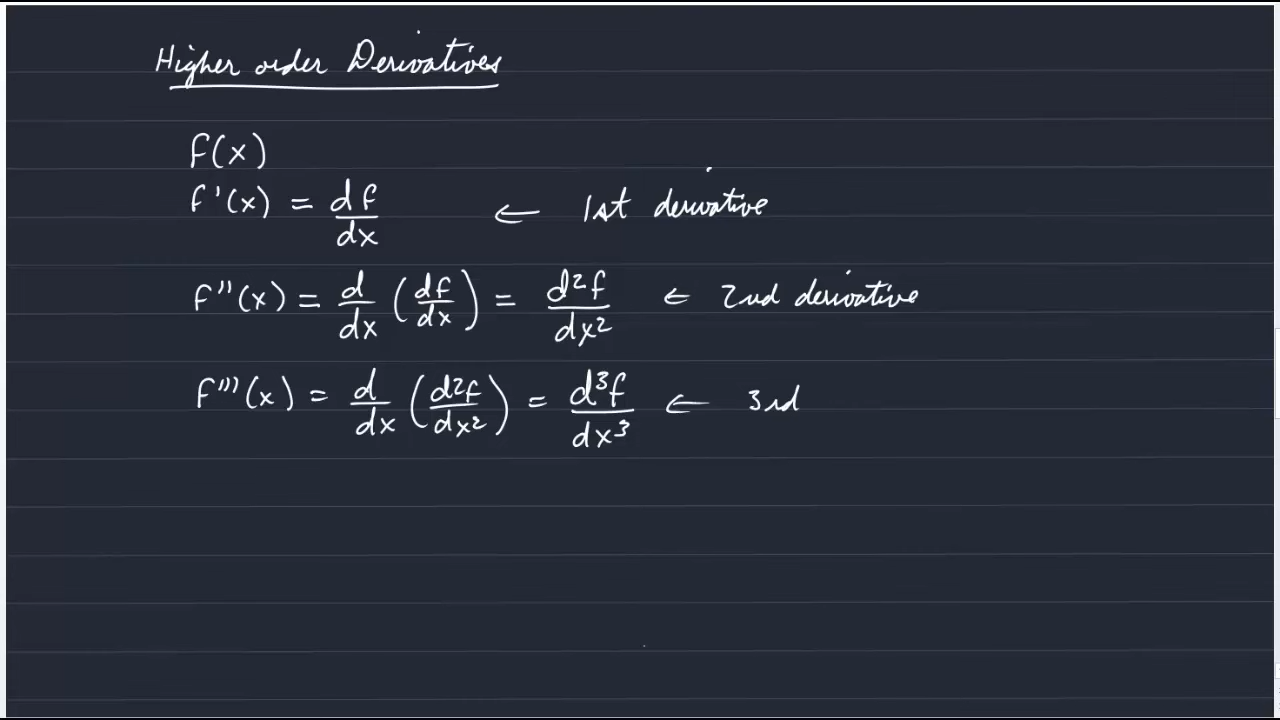 Higher order Derivatives
f(x)
f'(x) = df/dx ← 1st derivative
f''(x) = d/dx (df/dx) = d²f/dx² ← 2nd derivative
f'''(x) = d/dx (d²f/dx²) = d³f/dx³ ← 3rd